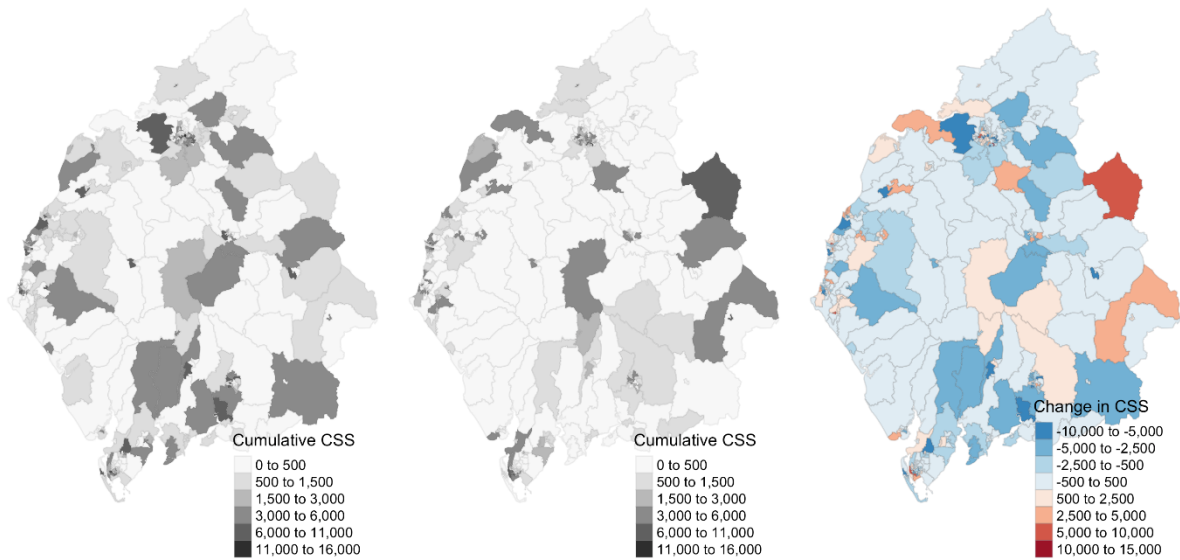 Cumulative CSS
0 to 500
500 to 1,500
1,500 to 3,000
3,000 to 6,000
6,000 to 11,000
11,000 to 16,000
Cumulative CSS
0 to 500
500 to 1,500
1,500 to 3,000
3,000 to 6,000
6,000 to 11,000
11,000 to 16,000
Change in CSS
-10,000 to -5,000
-5,000 to -2,500
-2,500 to -500
-500 to 500
500 to 2,500
2,500 to 5,000
5,000 to 10,000
10,000 to 15,000